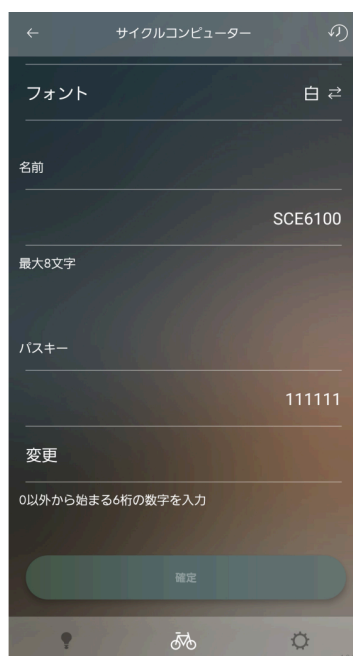 サイクルコンピューター
フォント 白
名前
SCE6100
最大8文字
パスキー
111111
変更
0以外から始まる6桁の数字を入力
確定